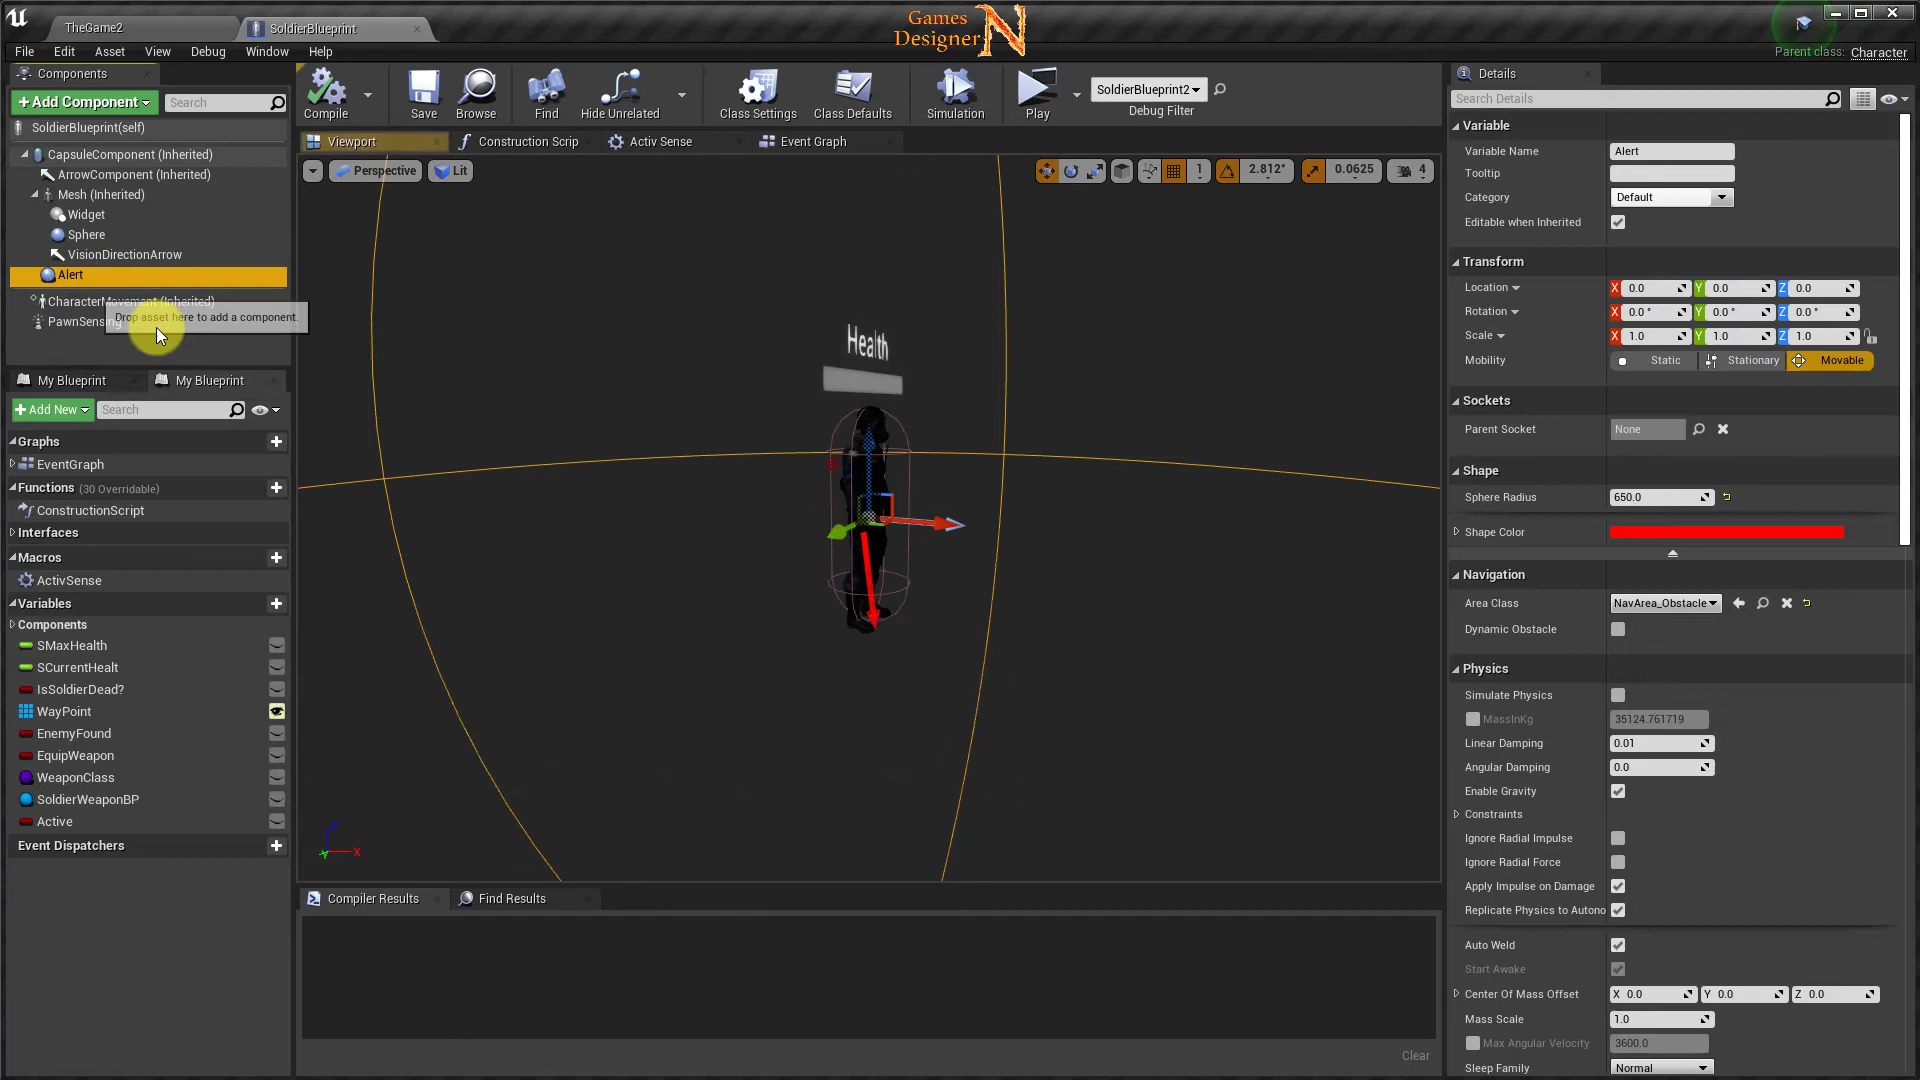 TheGame2
SoldierBlueprint
Games
Designer
N
Parent class: Character
File Edit Asset View Debug Window Help
Components
+Add Component
Search
SoldierBlueprint(self)
CapsuleComponent (Inherited)
ArrowComponent (Inherited)
Mesh (Inherited)
Widget
Sphere
VisionDirectionArrow
Alert
CharacterMovement (Inherited)
PawnSensing
Drop asset here to add a component.
My Blueprint
My Blueprint
+Add New
Search
Graphs
EventGraph
Functions (30 Overridable)
ConstructionScript
Interfaces
Macros
ActivSense
Variables
Components
SMaxHealth
SCurrentHealt
IsSoldierDead?
WayPoint
EnemyFound
EquipWeapon
WeaponClass
SoldierWeaponBP
Active
Event Dispatchers
Compile
Save
Browse
Find
Hide Unrelated
Class Settings
Class Defaults
Simulation
Play
SoldierBlueprint2
Debug Filter
Viewport
Construction Scrip
Activ Sense
Event Graph
Perspective
Lit
1
2.812°
0.0625
4
Health
Z
X
Y
Compiler Results
Find Results
Clear
Details
Search Details
Variable
Variable Name Alert
Tooltip
Category Default
Editable when Inherited
Transform
Location X 0.0 Y 0.0 Z 0.0
Rotation X 0.0 ° Y 0.0 ° Z 0.0 °
Scale X 1.0 Y 1.0 Z 1.0
Mobility Static Stationary Movable
Sockets
Parent Socket None
Shape
Sphere Radius 650.0
Shape Color
Navigation
Area Class NavArea_Obstacle
Dynamic Obstacle
Physics
Simulate Physics
MassInKg 35124.761719
Linear Damping 0.01
Angular Damping 0.0
Enable Gravity
Constraints
Ignore Radial Impulse
Ignore Radial Force
Apply Impulse on Damage
Replicate Physics to Autono
Auto Weld
Start Awake
Center Of Mass Offset X 0.0 Y 0.0 Z 0.0
Mass Scale 1.0
Max Angular Velocity 3600.0
Sleep Family Normal